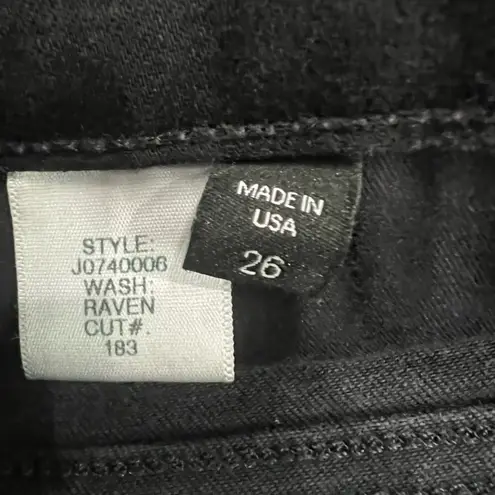 STYLE:
J0740006
WASH:
RAVEN
CUT#.
183
MADE IN
USA
26